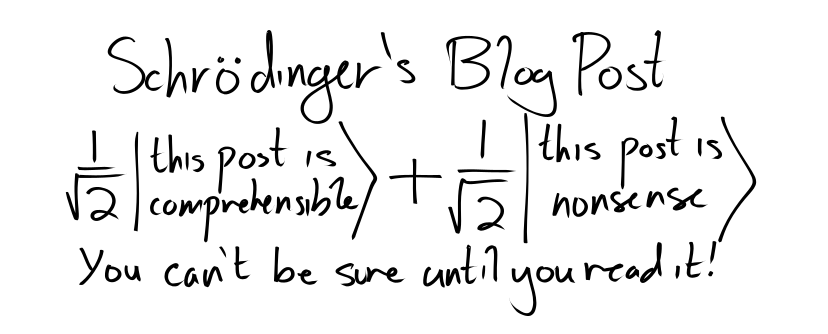 Schrödinger's Blog Post
1/√2 |this post is comprehensible⟩ + 1/√2 |this post is nonsense⟩
You can't be sure until you read it!